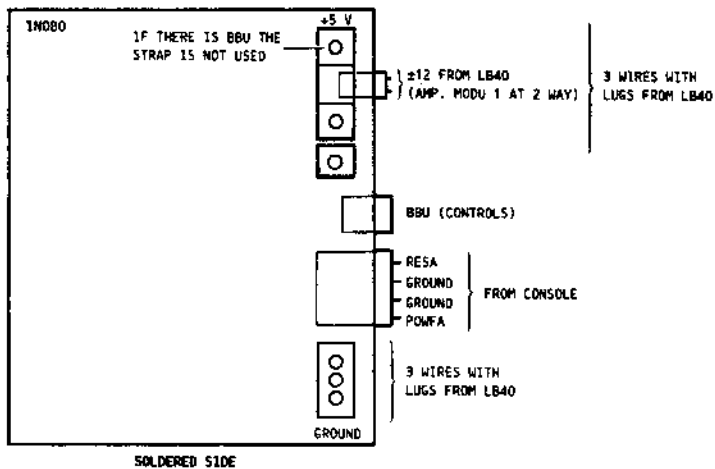 +5 V
IN080
IF THERE IS BBU THE
STRAP IS NOT USED
±12 FROM LB40
(AMP. MODU 1 AT 2 WAY)
3 WIRES WITH
LUGS FROM LB40
BBU (CONTROLS)
RESA
GROUND
GROUND
POWFA
FROM CONSOLE
3 WIRES WITH
LUGS FROM LB40
GROUND
SOLDERED SIDE